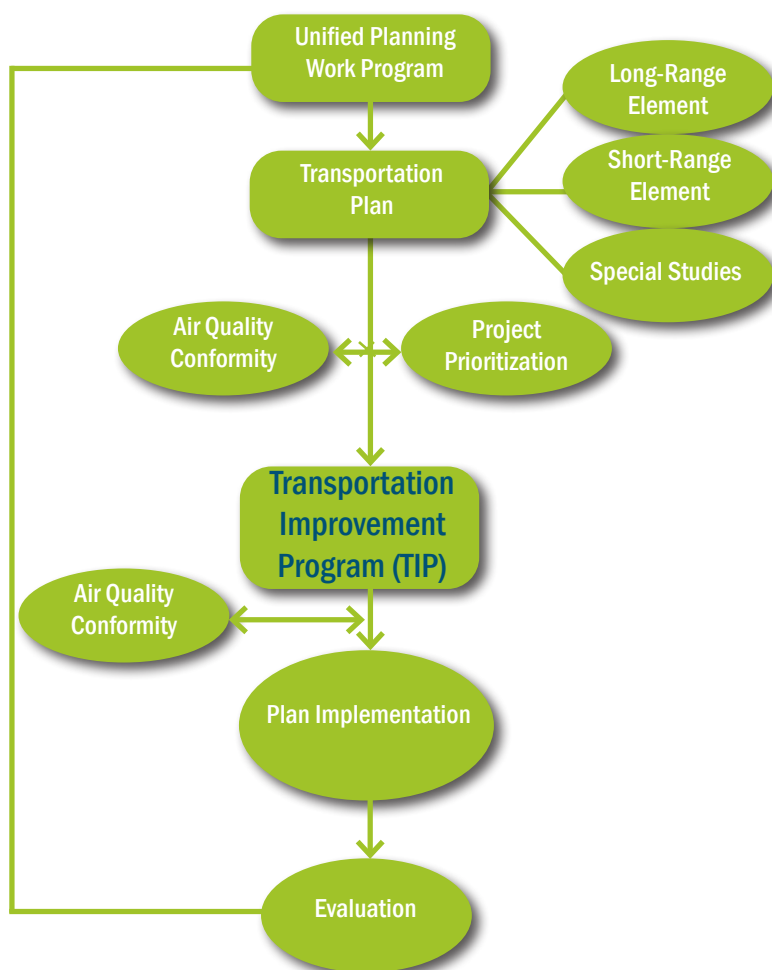 Unified Planning
Work Program
Long-Range
Element
Transportation
Plan
Short-Range
Element
Special Studies
Air Quality
Conformity
Project
Prioritization
Transportation
Improvement
Program (TIP)
Air Quality
Conformity
Plan Implementation
Evaluation